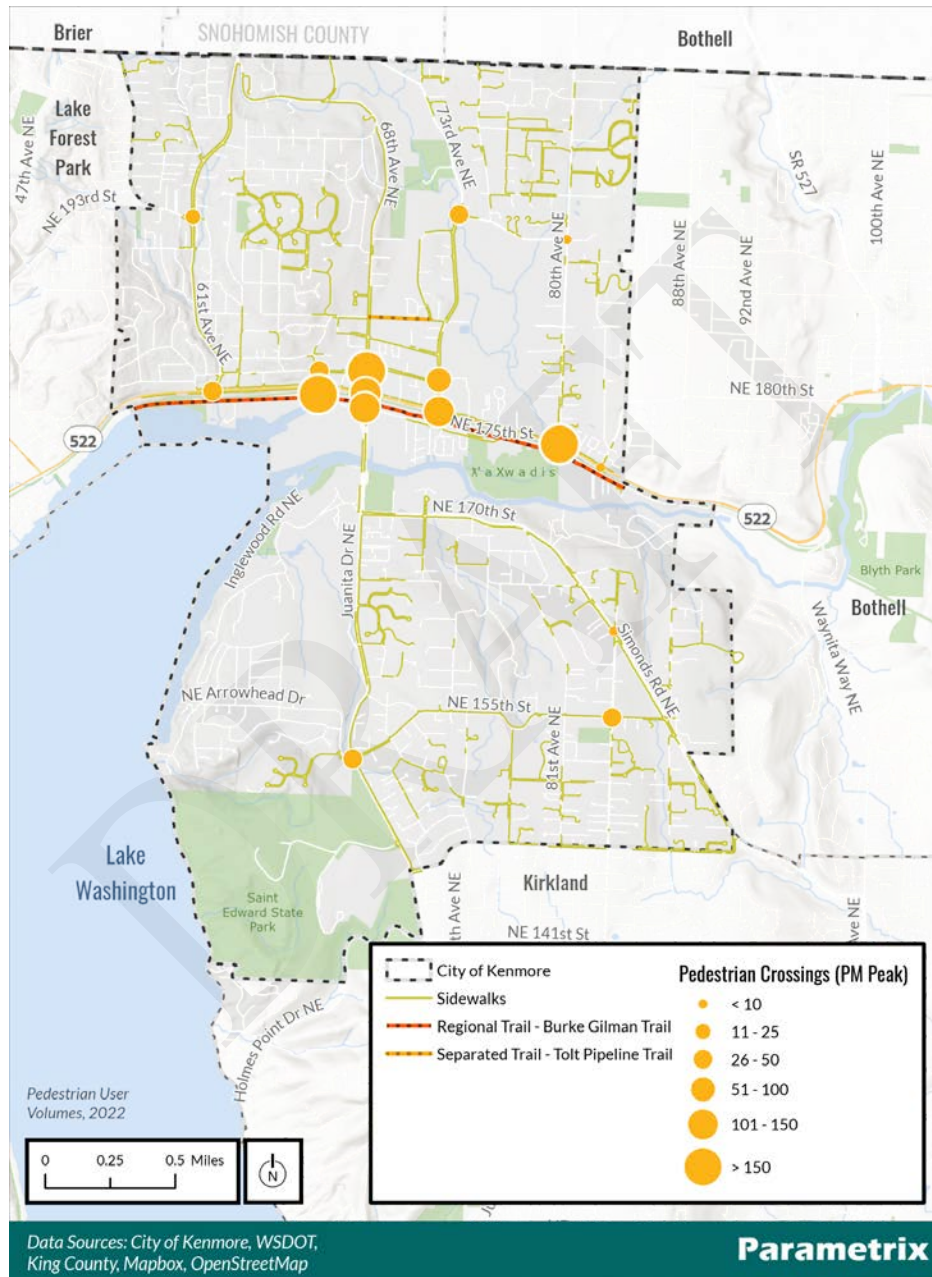 Brier
SNOHOMISH COUNTY
Bothell
Lake
Forest
Park
47th Ave NE
NE 193rd St
68th Ave NE
73rd Ave NE
SR 527
100th Ave NE
80th Ave NE
88th Ave NE
92nd Ave NE
61st Ave NE
NE 180th St
522
NE 175th St
ƛ'a Xwadis
522
Inglewood Rd NE
NE 170th St
Juanita Dr NE
Blyth Park
Bothell
Simonds Rd NE
Waynita Way NE
NE Arrowhead Dr
NE 155th St
81st Ave NE
DRAFT
Lake
Washington
Saint
Edward State
Park
Kirkland
th Ave NE
NE 141st St
Ave NE
Holmes Point Dr NE
City of Kenmore
Sidewalks
Regional Trail - Burke Gilman Trail
Separated Trail - Tolt Pipeline Trail
Pedestrian Crossings (PM Peak)
< 10
11 - 25
26 - 50
51 - 100
101 - 150
> 150
Pedestrian User
Volumes, 2022
0 0.25 0.5 Miles
N
Data Sources: City of Kenmore, WSDOT,
King County, Mapbox, OpenStreetMap
Parametrix